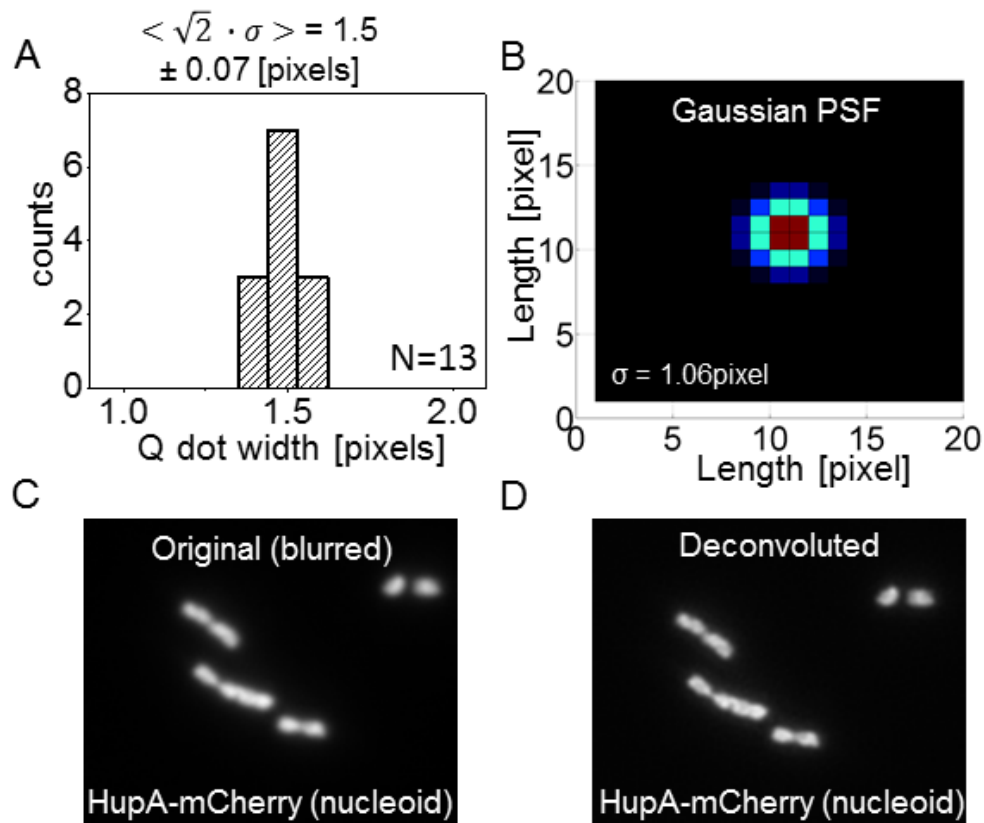 A
< √2 · σ > = 1.5
± 0.07 [pixels]
8
6
4
2
0
counts
N=13
1.0
1.5
2.0
Q dot width [pixels]
B
20
15
10
5
0
Length [pixel]
Gaussian PSF
σ = 1.06pixel
0
5
10
15
20
Length [pixel]
C
Original (blurred)
HupA-mCherry (nucleoid)
D
Deconvoluted
HupA-mCherry (nucleoid)